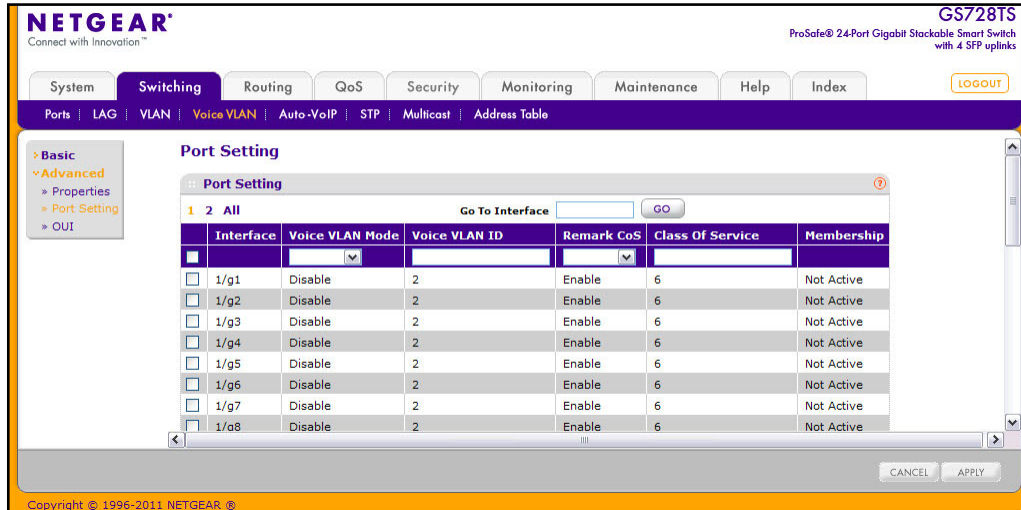 NETGEAR®
Connect with Innovation™
GS728TS
ProSafe® 24-Port Gigabit Stackable Smart Switch
with 4 SFP uplinks
System Switching Routing QoS Security Monitoring Maintenance Help Index LOGOUT
Ports LAG VLAN Voice VLAN Auto-VoIP STP Multicast Address Table
Basic
Advanced
» Properties
» Port Setting
» OUI
Port Setting
Port Setting ?
1 2 All Go To Interface GO
Interface Voice VLAN Mode Voice VLAN ID Remark CoS Class Of Service Membership
1/g1 Disable 2 Enable 6 Not Active
1/g2 Disable 2 Enable 6 Not Active
1/g3 Disable 2 Enable 6 Not Active
1/g4 Disable 2 Enable 6 Not Active
1/g5 Disable 2 Enable 6 Not Active
1/g6 Disable 2 Enable 6 Not Active
1/g7 Disable 2 Enable 6 Not Active
1/g8 Disable 2 Enable 6 Not Active
CANCEL APPLY
Copyright © 1996-2011 NETGEAR ®